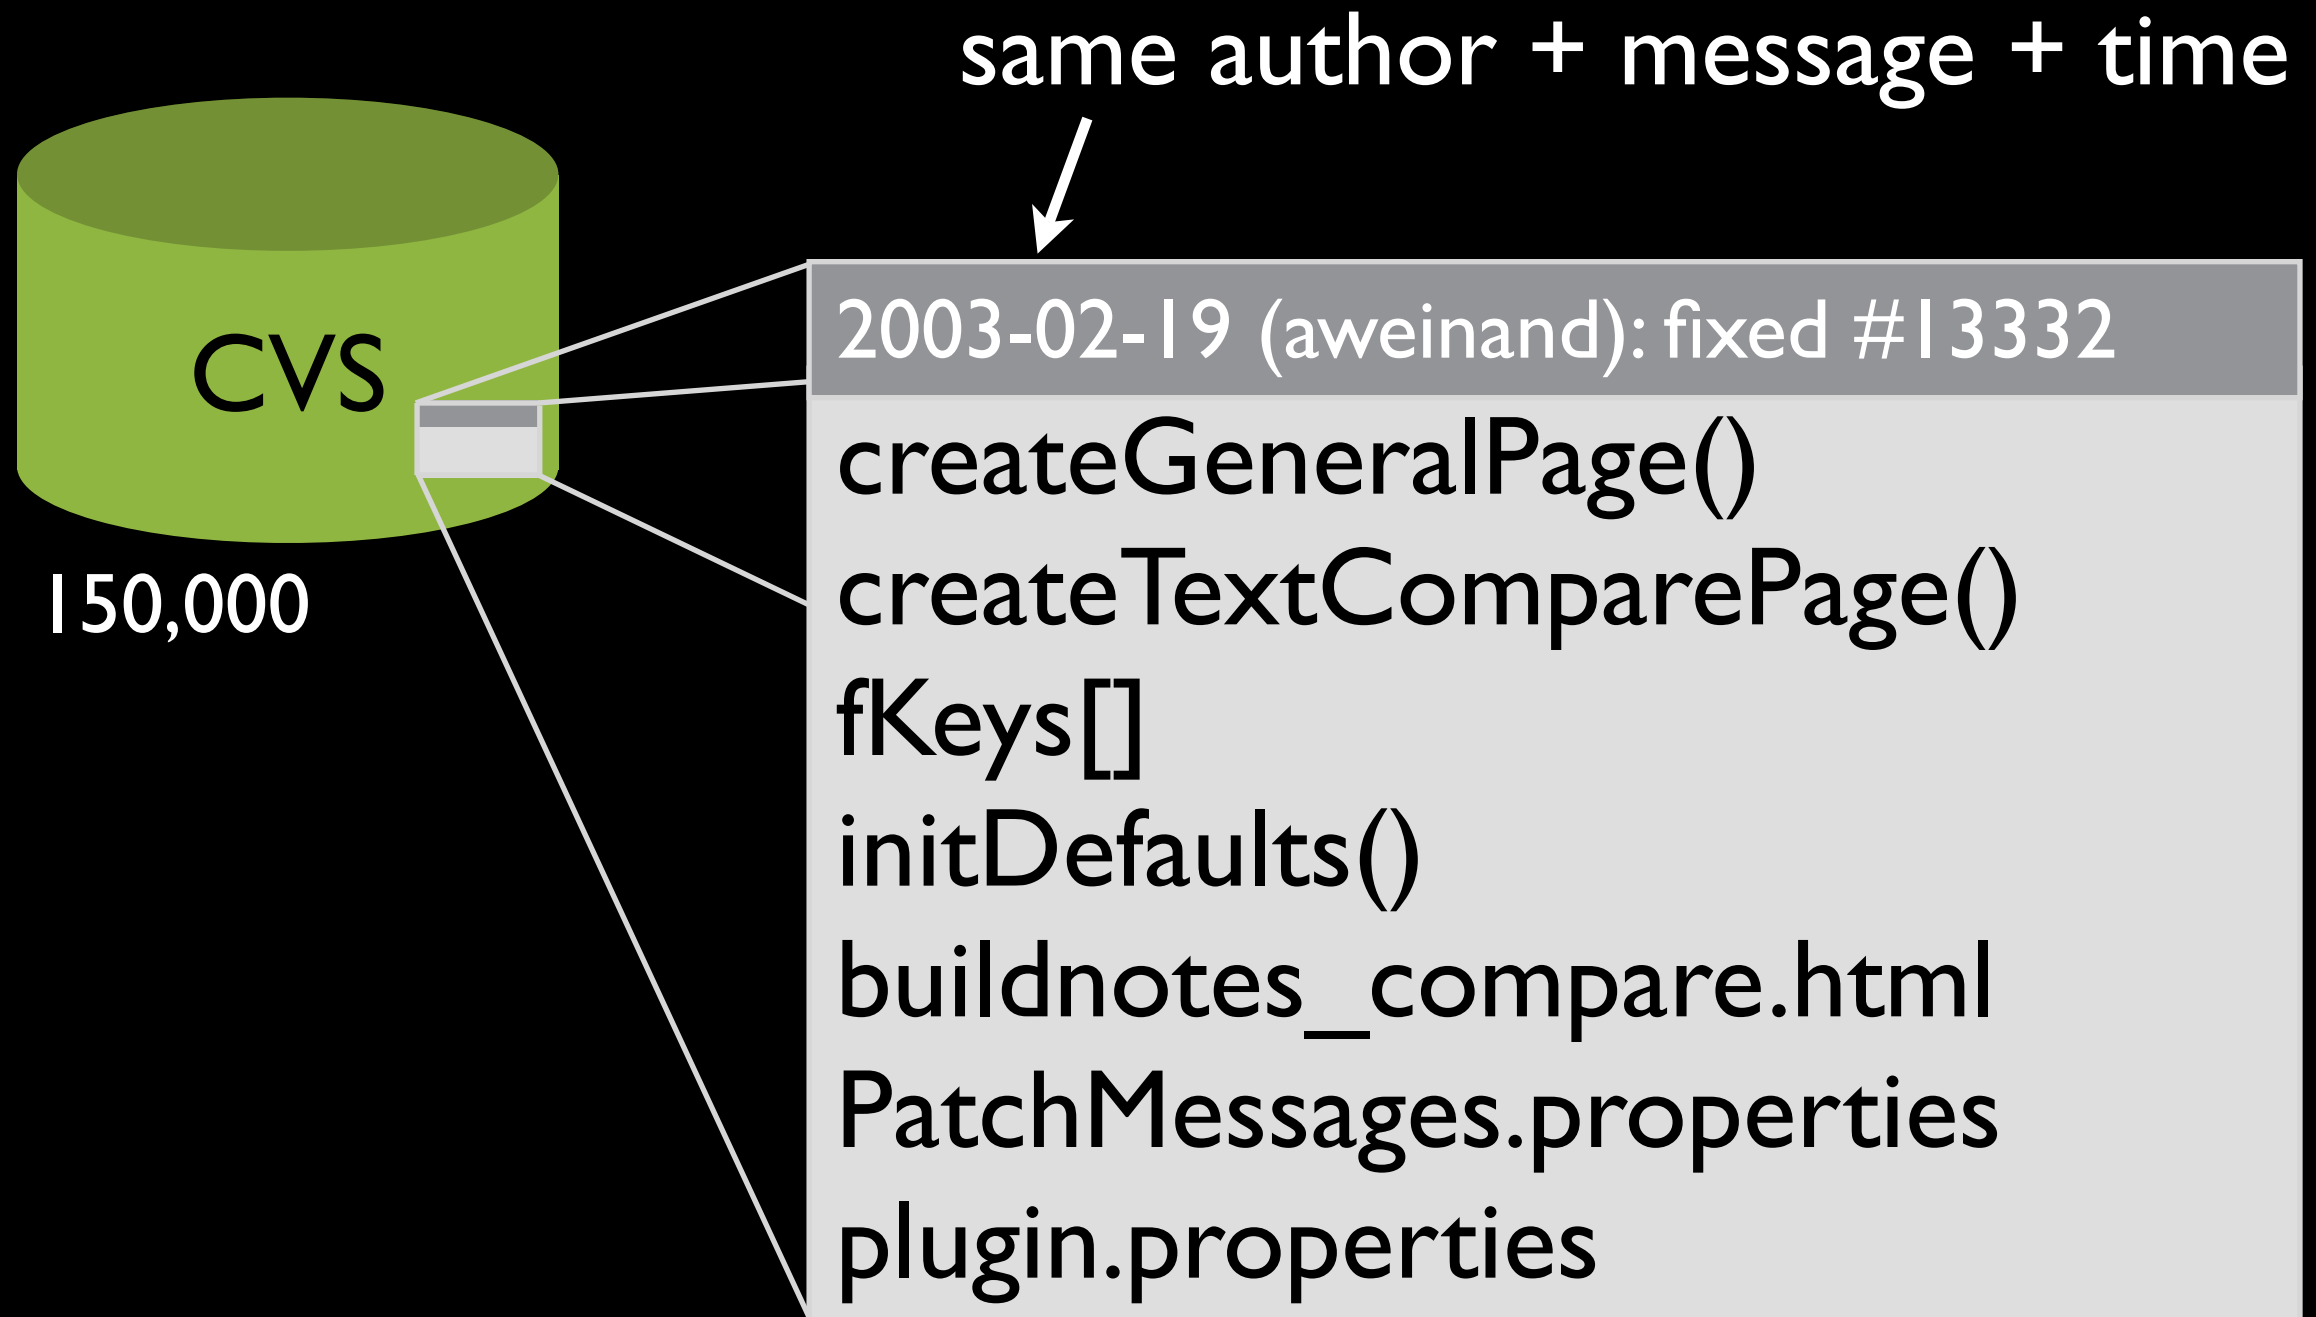 same author + message + time
CVS
150,000
2003-02-19 (aweinand): fixed #13332
createGeneralPage()
createTextComparePage()
fKeys[]
initDefaults()
buildnotes_compare.html
PatchMessages.properties
plugin.properties